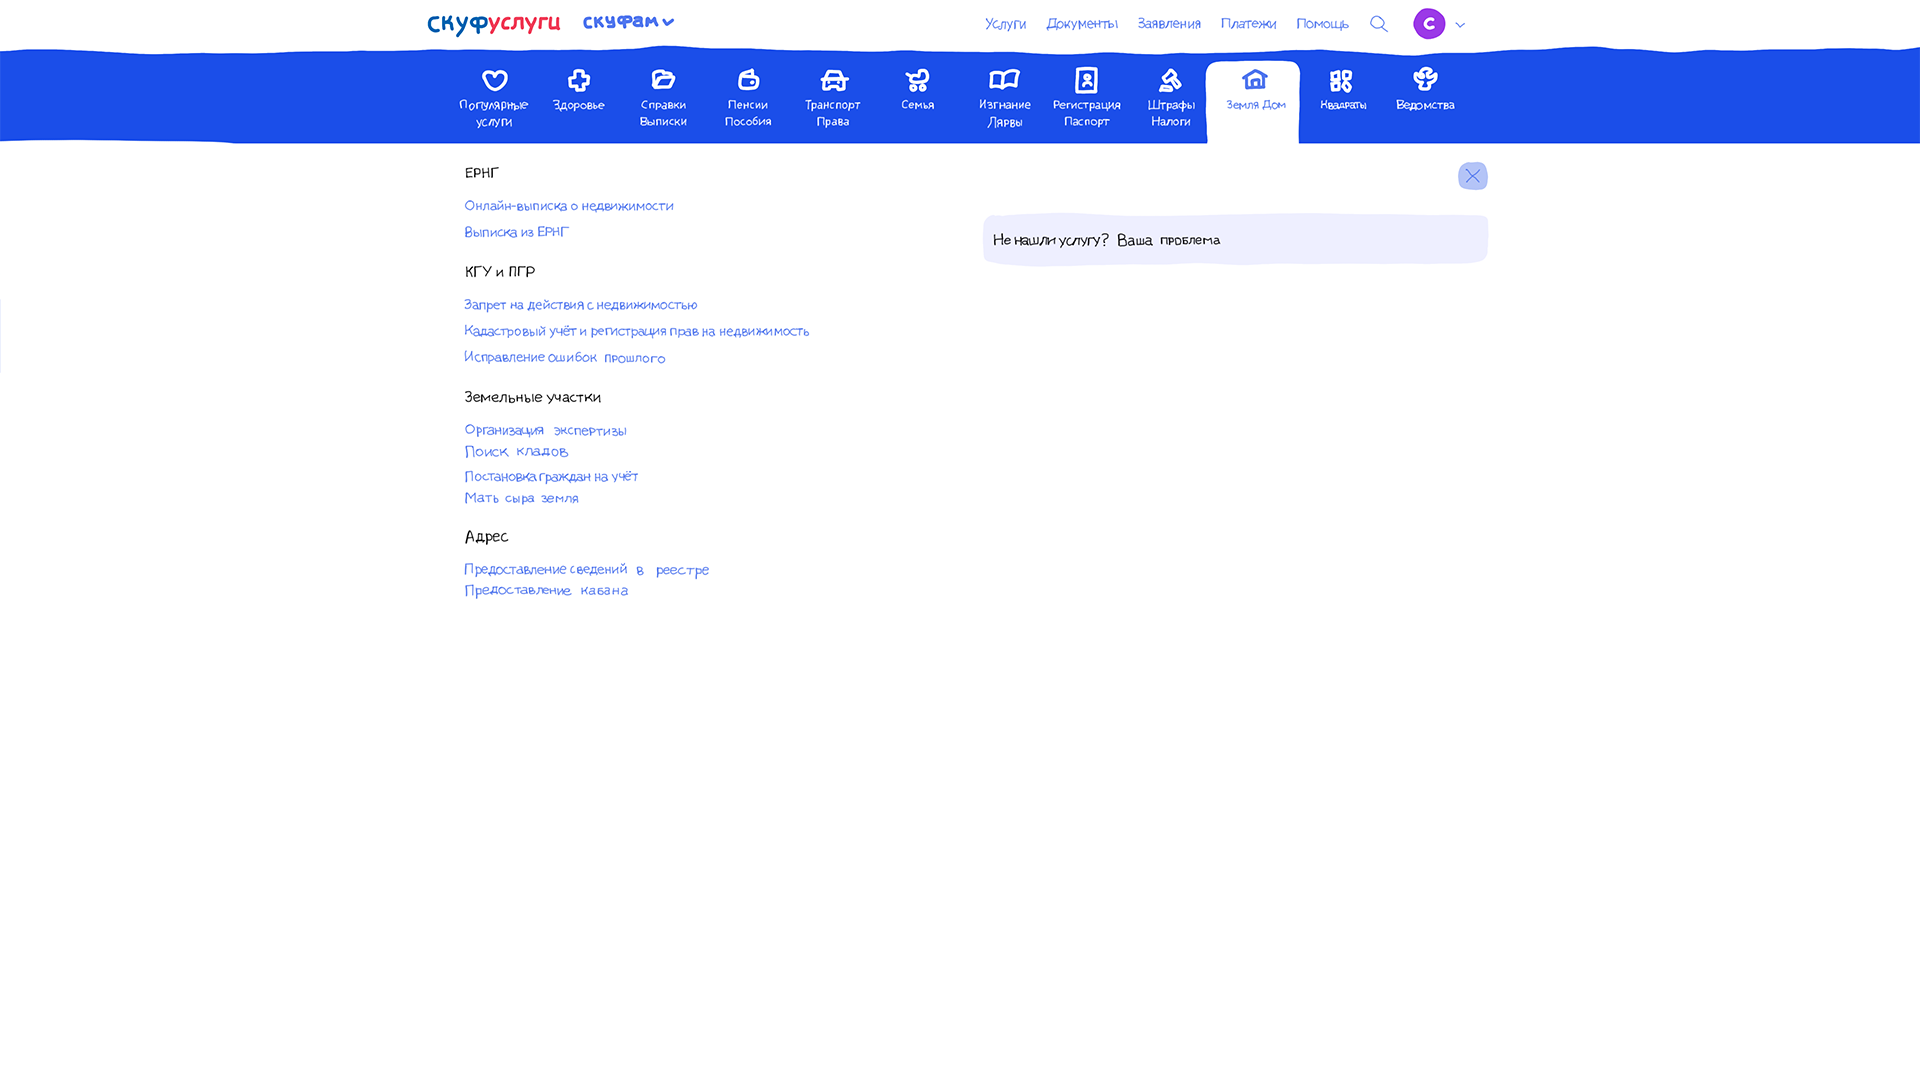 скуфуслуги скуфам Услуги Документы Заявления Платежи Помощь С
Популярные услуги
Здоровье
Справки Выписки
Пенсии Пособия
Транспорт Права
Семья
Изгнание Лярвы
Регистрация Паспорт
Штрафы Налоги
Земля Дом
Квадраты
Ведомства
ЕРНГ
Онлайн-выписка о недвижимости
Выписка из ЕРНГ
КГУ и ПГР
Запрет на действия с недвижимостью
Кадастровый учёт и регистрация прав на недвижимость
Исправление ошибок прошлого
Земельные участки
Организация экспертизы
Поиск кладов
Постановка граждан на учёт
Мать сыра земля
Адрес
Предоставление сведений в реестре
Предоставление кабана
Не нашли услугу? Ваша проблема